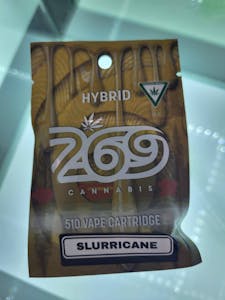 HYBRID
269
CANNABIS
510 VAPE CARTRIDGE
SLURRICANE